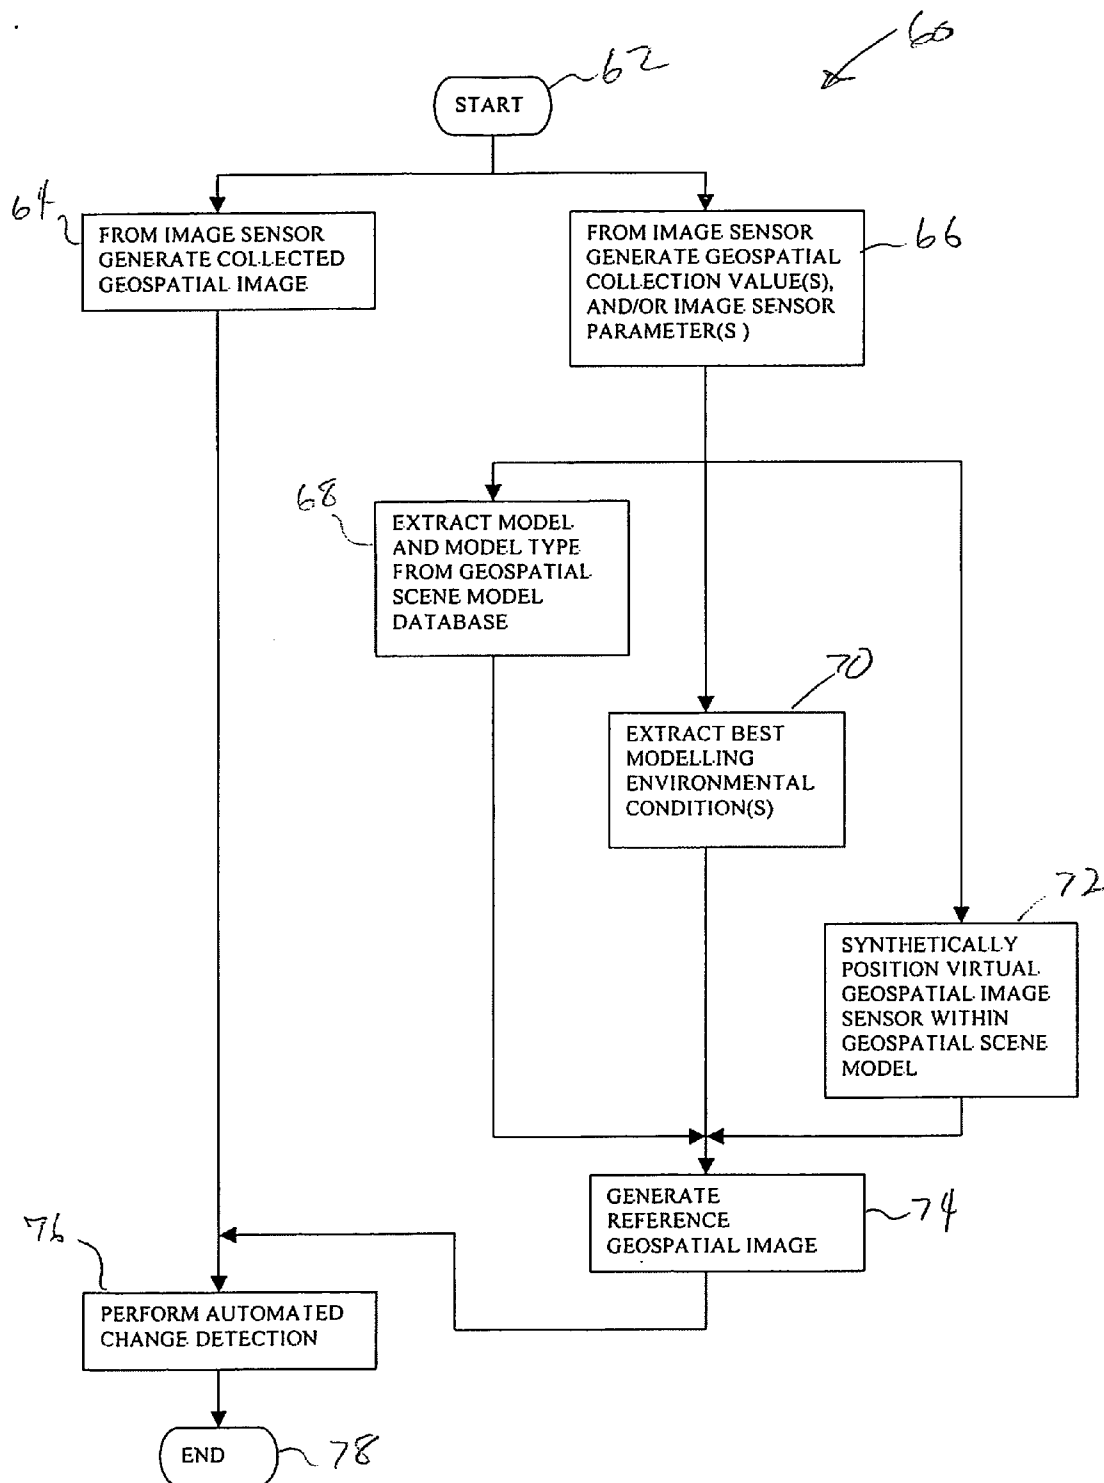 60
62
START
64
FROM IMAGE SENSOR
GENERATE COLLECTED
GEOSPATIAL IMAGE
66
FROM IMAGE SENSOR
GENERATE GEOSPATIAL
COLLECTION VALUE(S),
AND/OR IMAGE SENSOR
PARAMETER(S )
68
EXTRACT MODEL
AND MODEL TYPE
FROM GEOSPATIAL
SCENE MODEL
DATABASE
70
EXTRACT BEST
MODELLING
ENVIRONMENTAL
CONDITION(S)
72
SYNTHETICALLY
POSITION VIRTUAL
GEOSPATIAL IMAGE
SENSOR WITHIN
GEOSPATIAL SCENE
MODEL
74
GENERATE
REFERENCE
GEOSPATIAL IMAGE
76
PERFORM AUTOMATED
CHANGE DETECTION
END
78